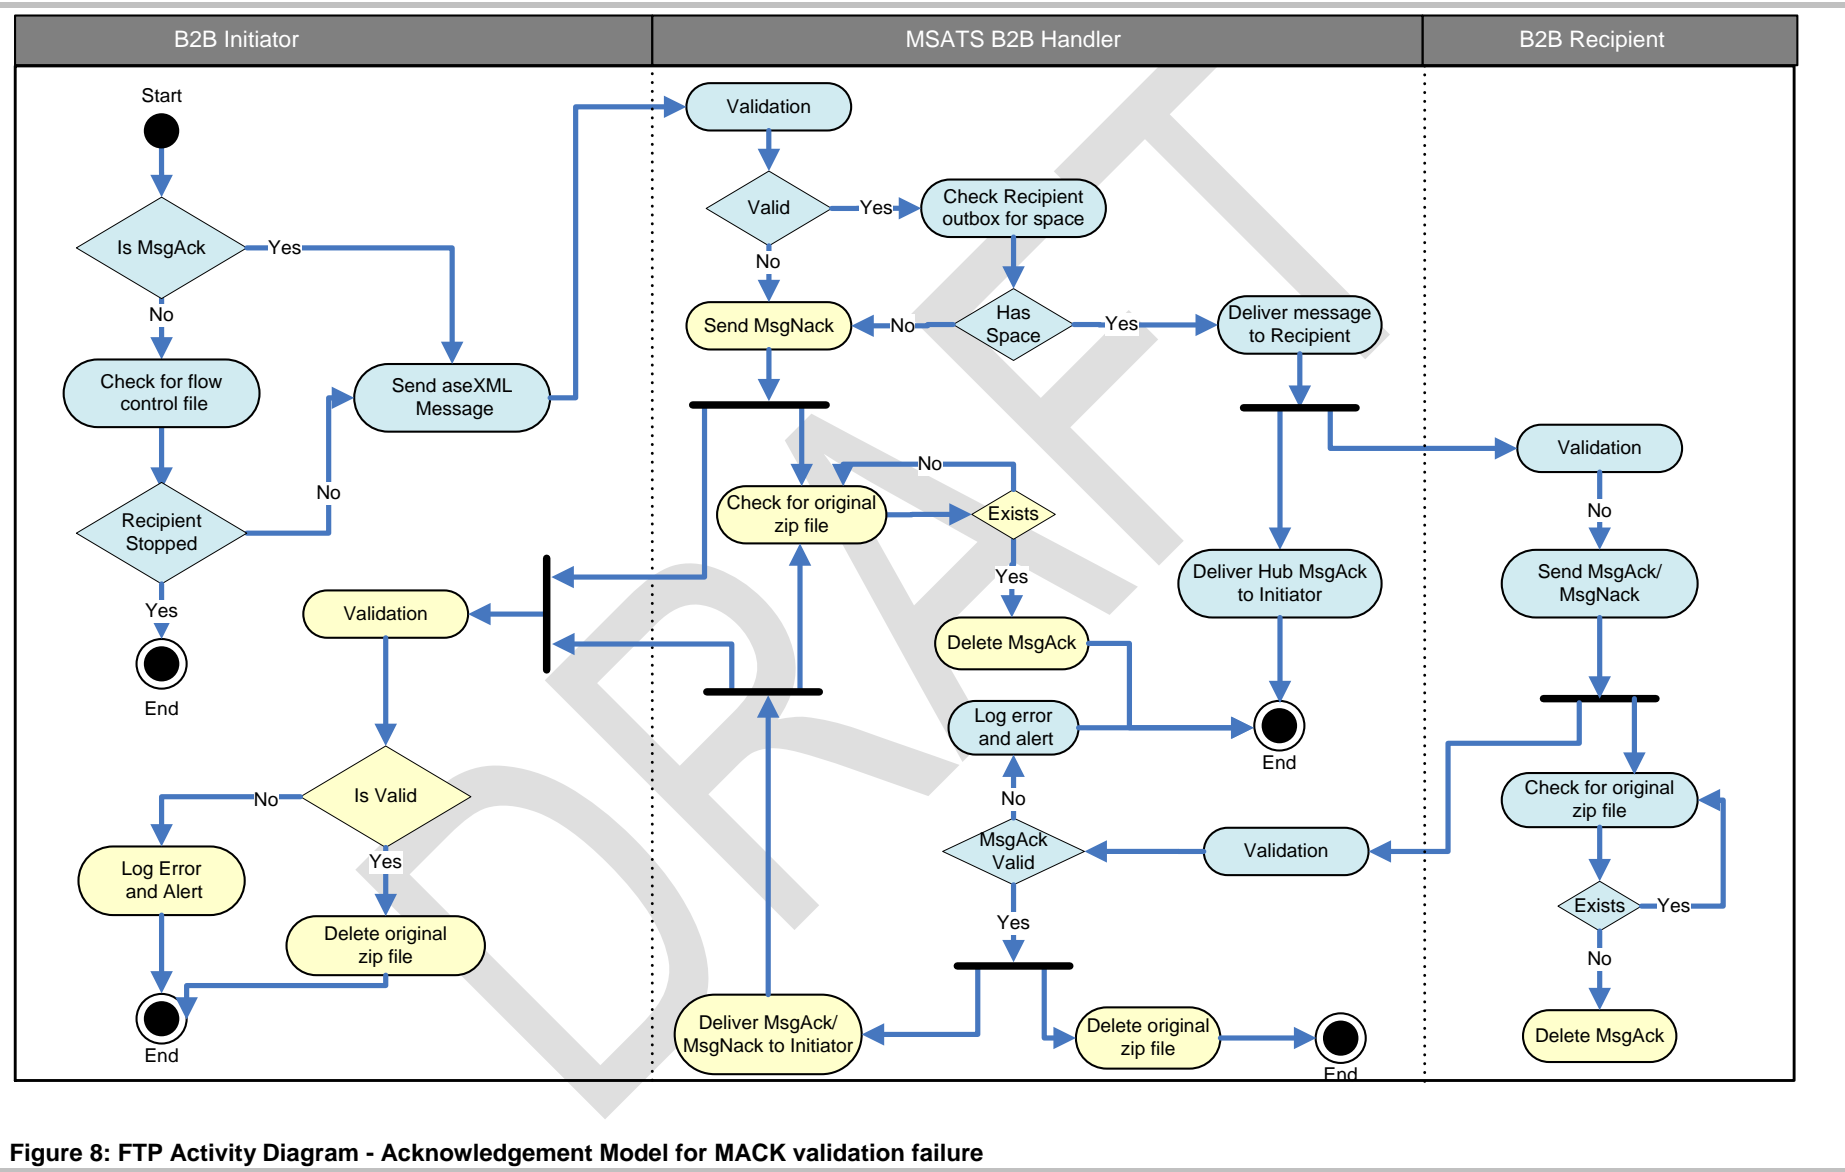 B2B Initiator
MSATS B2B Handler
B2B Recipient
Start
Is MsgAck
Yes
No
Check for flow
control file
Send aseXML
Message
No
Recipient
Stopped
Yes
End
Validation
Is Valid
No
Yes
Log Error
and Alert
Delete original
zip file
End
Validation
Valid
Yes
Check Recipient
outbox for space
No
Send MsgNack
No
Has
Space
Yes
Deliver message
to Recipient
No
Check for original
zip file
Exists
Yes
Delete MsgAck
Deliver Hub MsgAck
to Initiator
Log error
and alert
End
No
MsgAck
Valid
Validation
Yes
Deliver MsgAck/
MsgNack to Initiator
Delete original
zip file
End
Validation
No
Send MsgAck/
MsgNack
Check for original
zip file
Exists
Yes
No
Delete MsgAck
DRAFT
Figure 8: FTP Activity Diagram - Acknowledgement Model for MACK validation failure